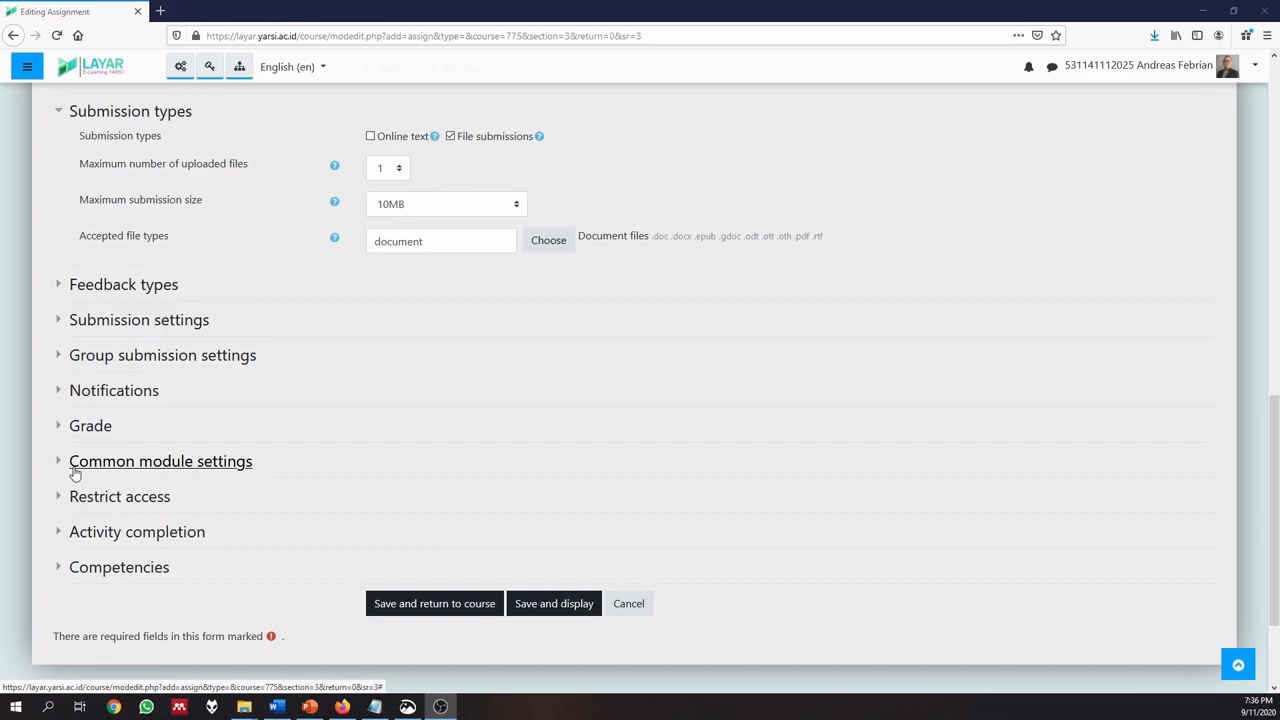 Editing Assignment
https://layar.yarsi.ac.id/course/modedit.php?add=assign&type=&course=775&section=3&return=0&sr=3
LAYAR
E-Learning YARSI
English (en)
531141112025 Andreas Febrian
Submission types
Submission types
Online text File submissions
Maximum number of uploaded files
1
Maximum submission size
10MB
Accepted file types
document
Choose
Document files .doc .docx .epub .gdoc .odt .ott .oth .pdf .rtf
Feedback types
Submission settings
Group submission settings
Notifications
Grade
Common module settings
Restrict access
Activity completion
Competencies
Save and return to course Save and display Cancel
There are required fields in this form marked .
https://layar.yarsi.ac.id/course/modedit.php?add=assign&type=&course=775&section=3&return=0&sr=3#
7:36 PM
9/11/2020